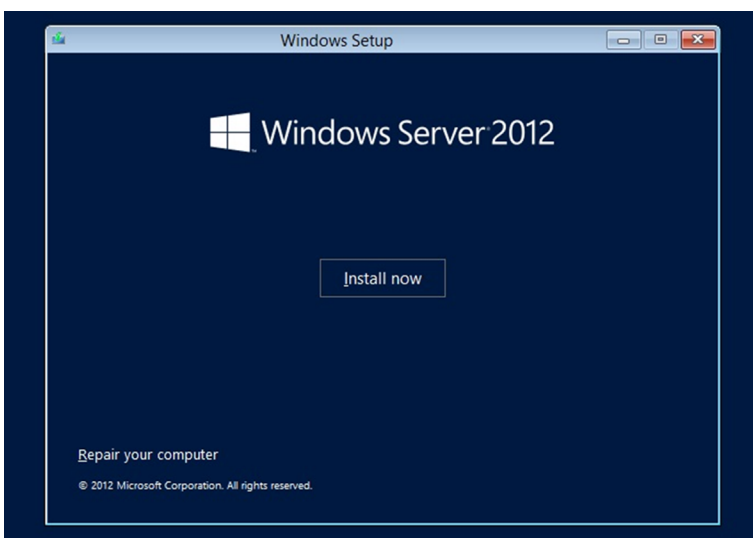 Windows Setup
Windows Server 2012
Install now
Repair your computer
© 2012 Microsoft Corporation. All rights reserved.